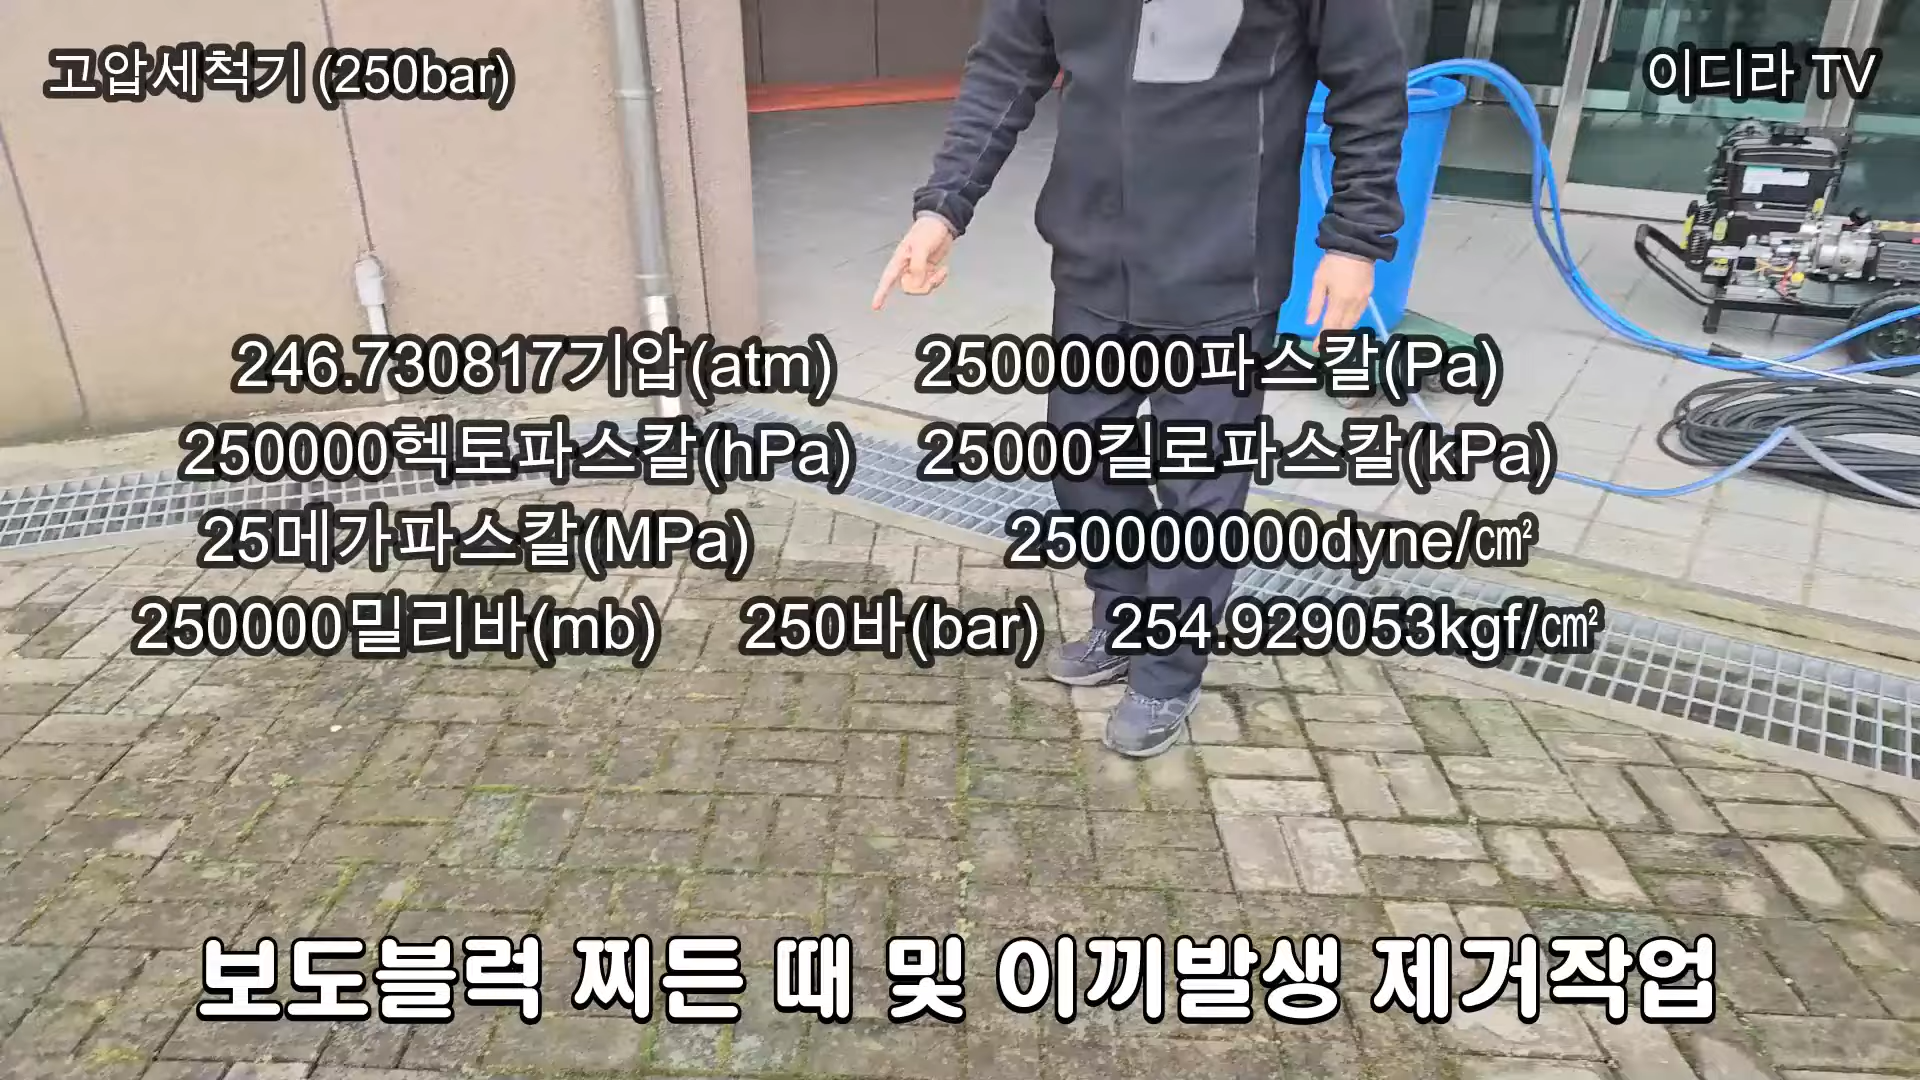 고압세척기 (250bar)
이디라 TV
246.730817기압(atm) 25000000파스칼(Pa)
250000헥토파스칼(hPa) 25000킬로파스칼(kPa)
25메가파스칼(MPa) 250000000dyne/㎠
250000밀리바(mb) 250바(bar) 254.929053kgf/㎠
보도블럭 찌든 때 및 이끼발생 제거작업